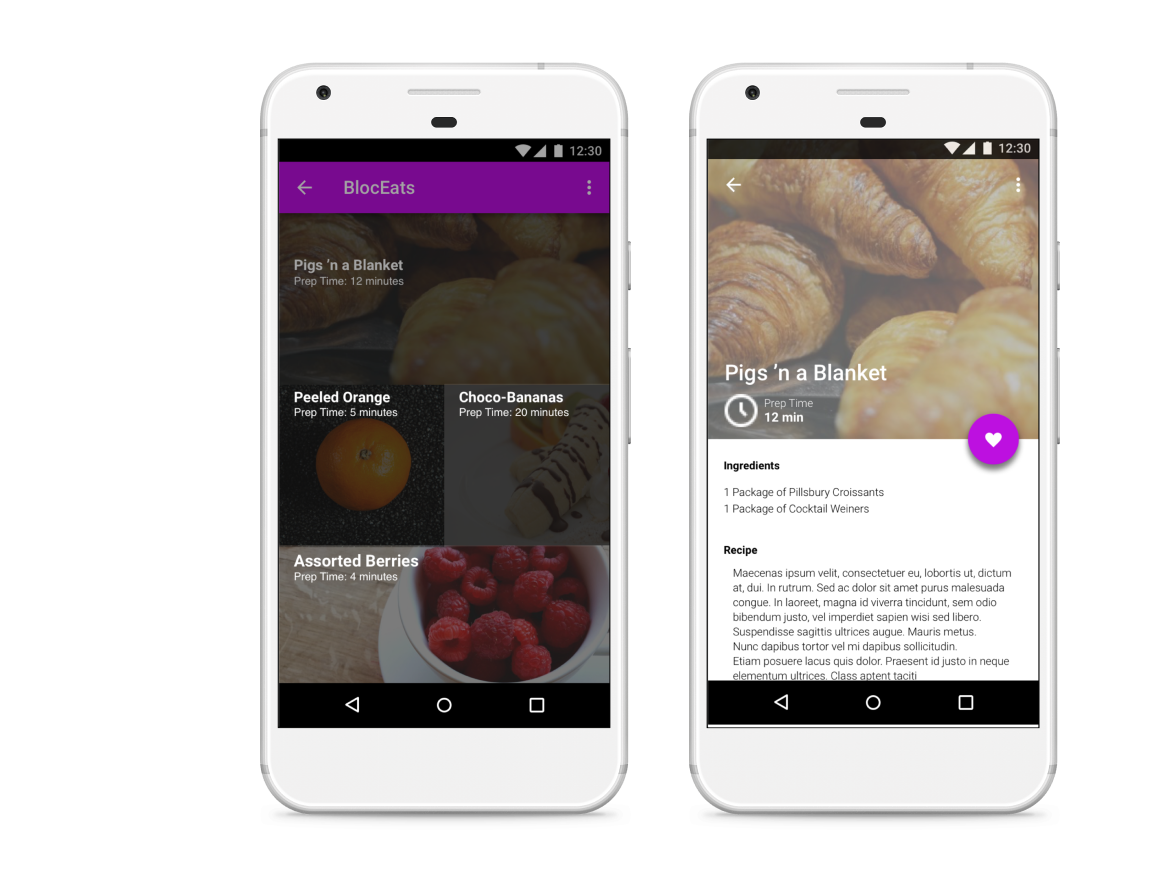 12:30
BlocEats
Pigs ’n a Blanket
Prep Time: 12 minutes
Peeled Orange
Prep Time: 5 minutes
Choco-Bananas
Prep Time: 20 minutes
Assorted Berries
Prep Time: 4 minutes
12:30
Pigs ’n a Blanket
Prep Time
12 min
Ingredients
1 Package of Pillsbury Croissants
1 Package of Cocktail Weiners
Recipe
Maecenas ipsum velit, consectetuer eu, lobortis ut, dictum
at, dui. In rutrum. Sed ac dolor sit amet purus malesuada
congue. In laoreet, magna id viverra tincidunt, sem odio
bibendum justo, vel imperdiet sapien wisi sed libero.
Suspendisse sagittis ultrices augue. Mauris metus.
Nunc dapibus tortor vel mi dapibus sollicitudin.
Etiam posuere lacus quis dolor. Praesent id justo in neque
elementum ultrices. Class aptent taciti